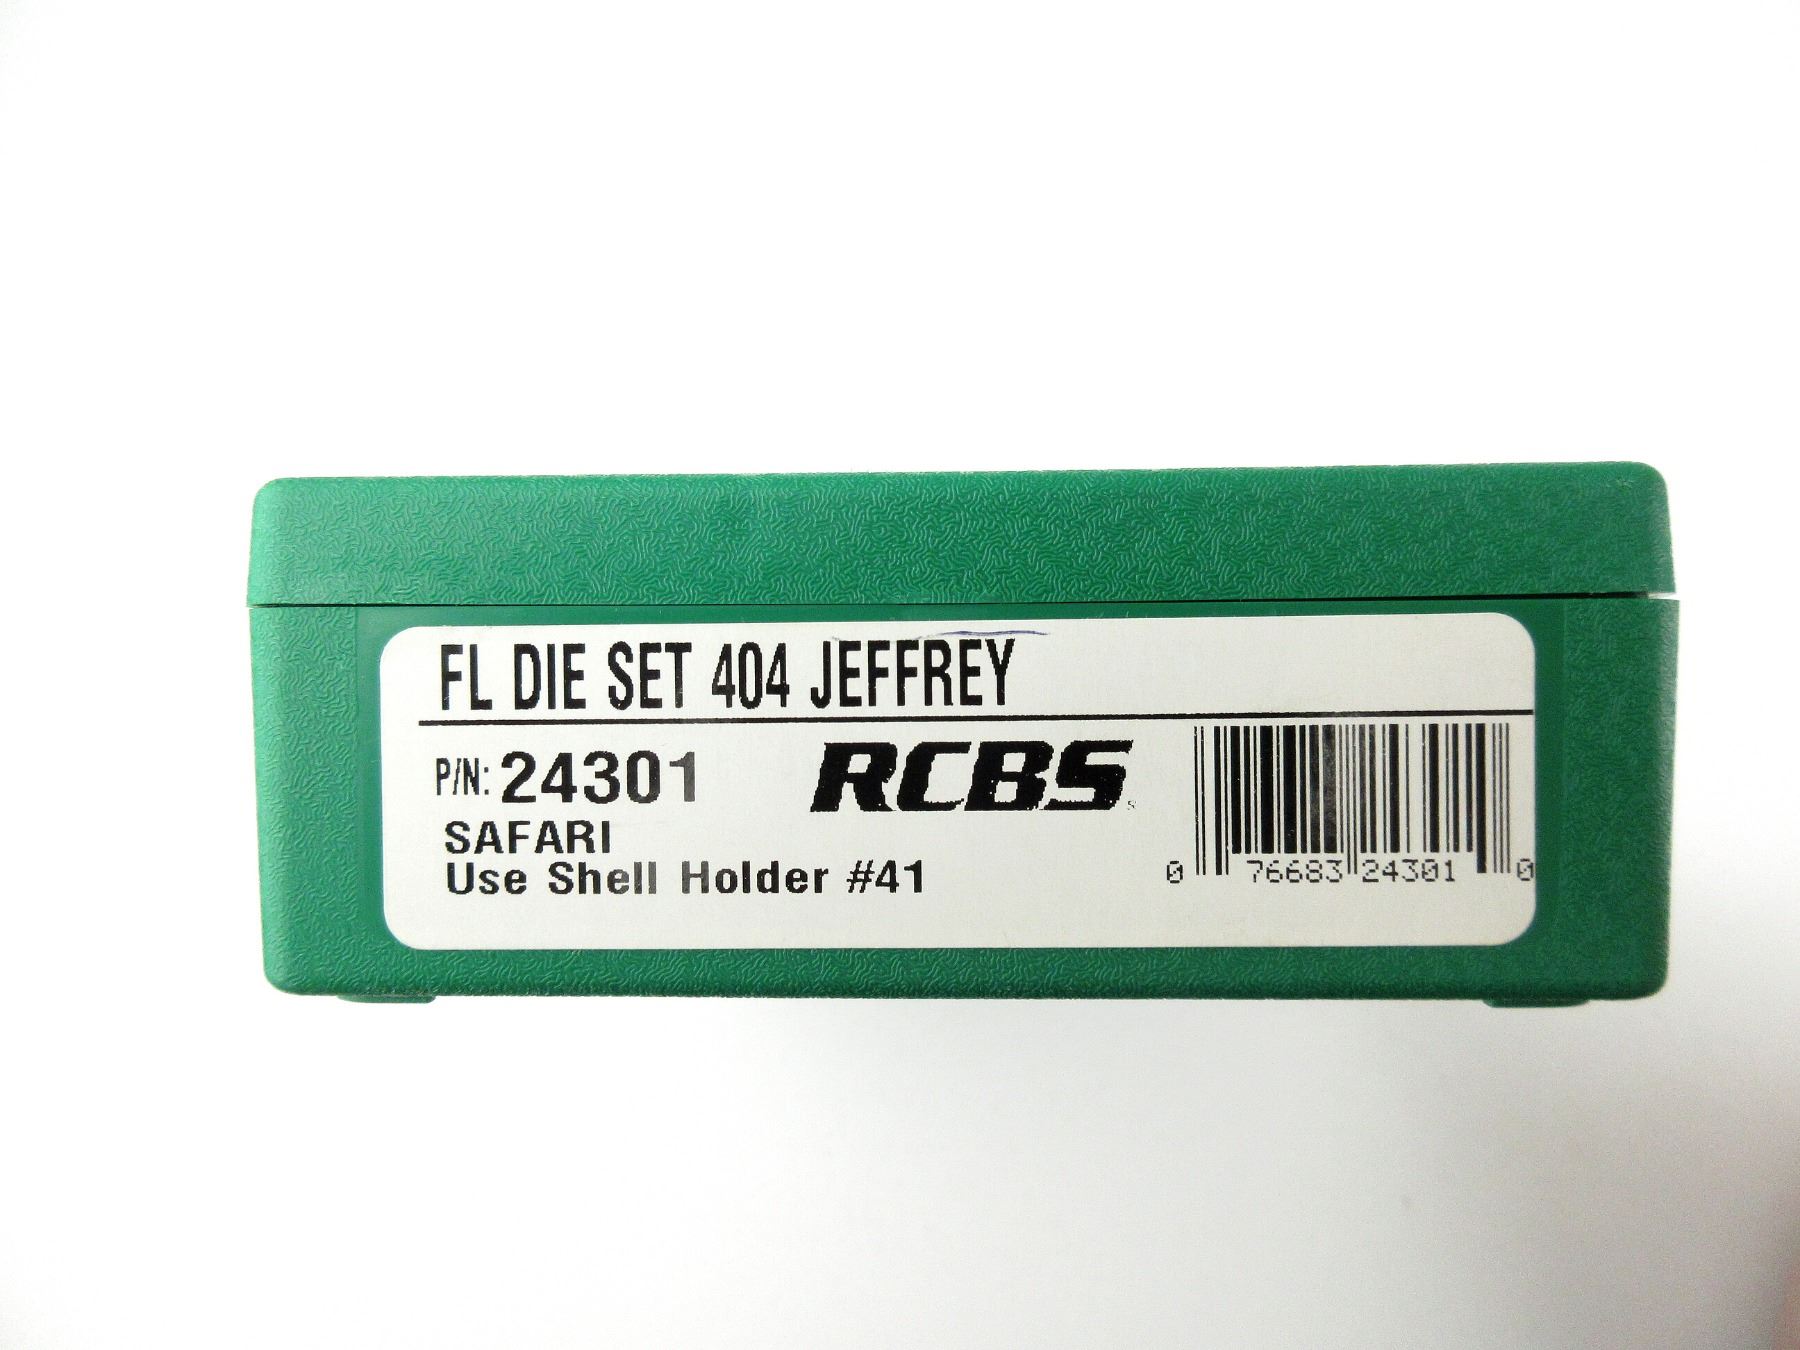 FL DIE SET 404 JEFFREY
P/N: 24301
RCBS
SAFARI
Use Shell Holder #41
0 76683 24301 0